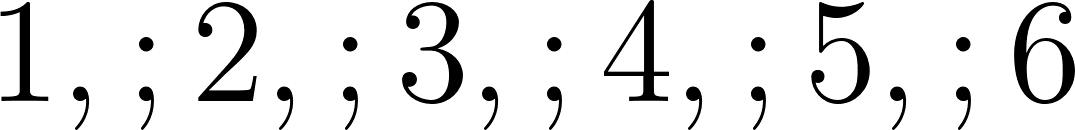 1, ; 2, ; 3, ; 4, ; 5, ; 6